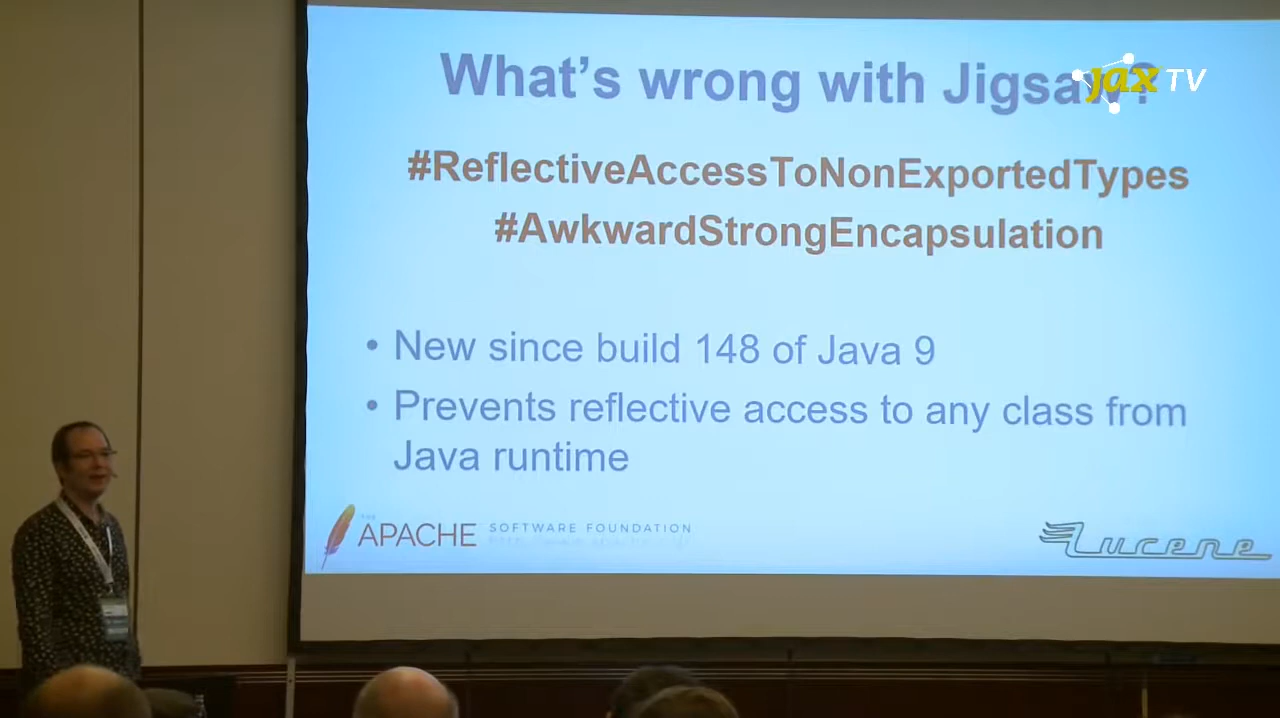 What's wrong with Jigsaw?
jax TV
#ReflectiveAccessToNonExportedTypes
#AwkwardStrongEncapsulation
• New since build 148 of Java 9
• Prevents reflective access to any class from
Java runtime
THE
APACHE SOFTWARE FOUNDATION
Lucene